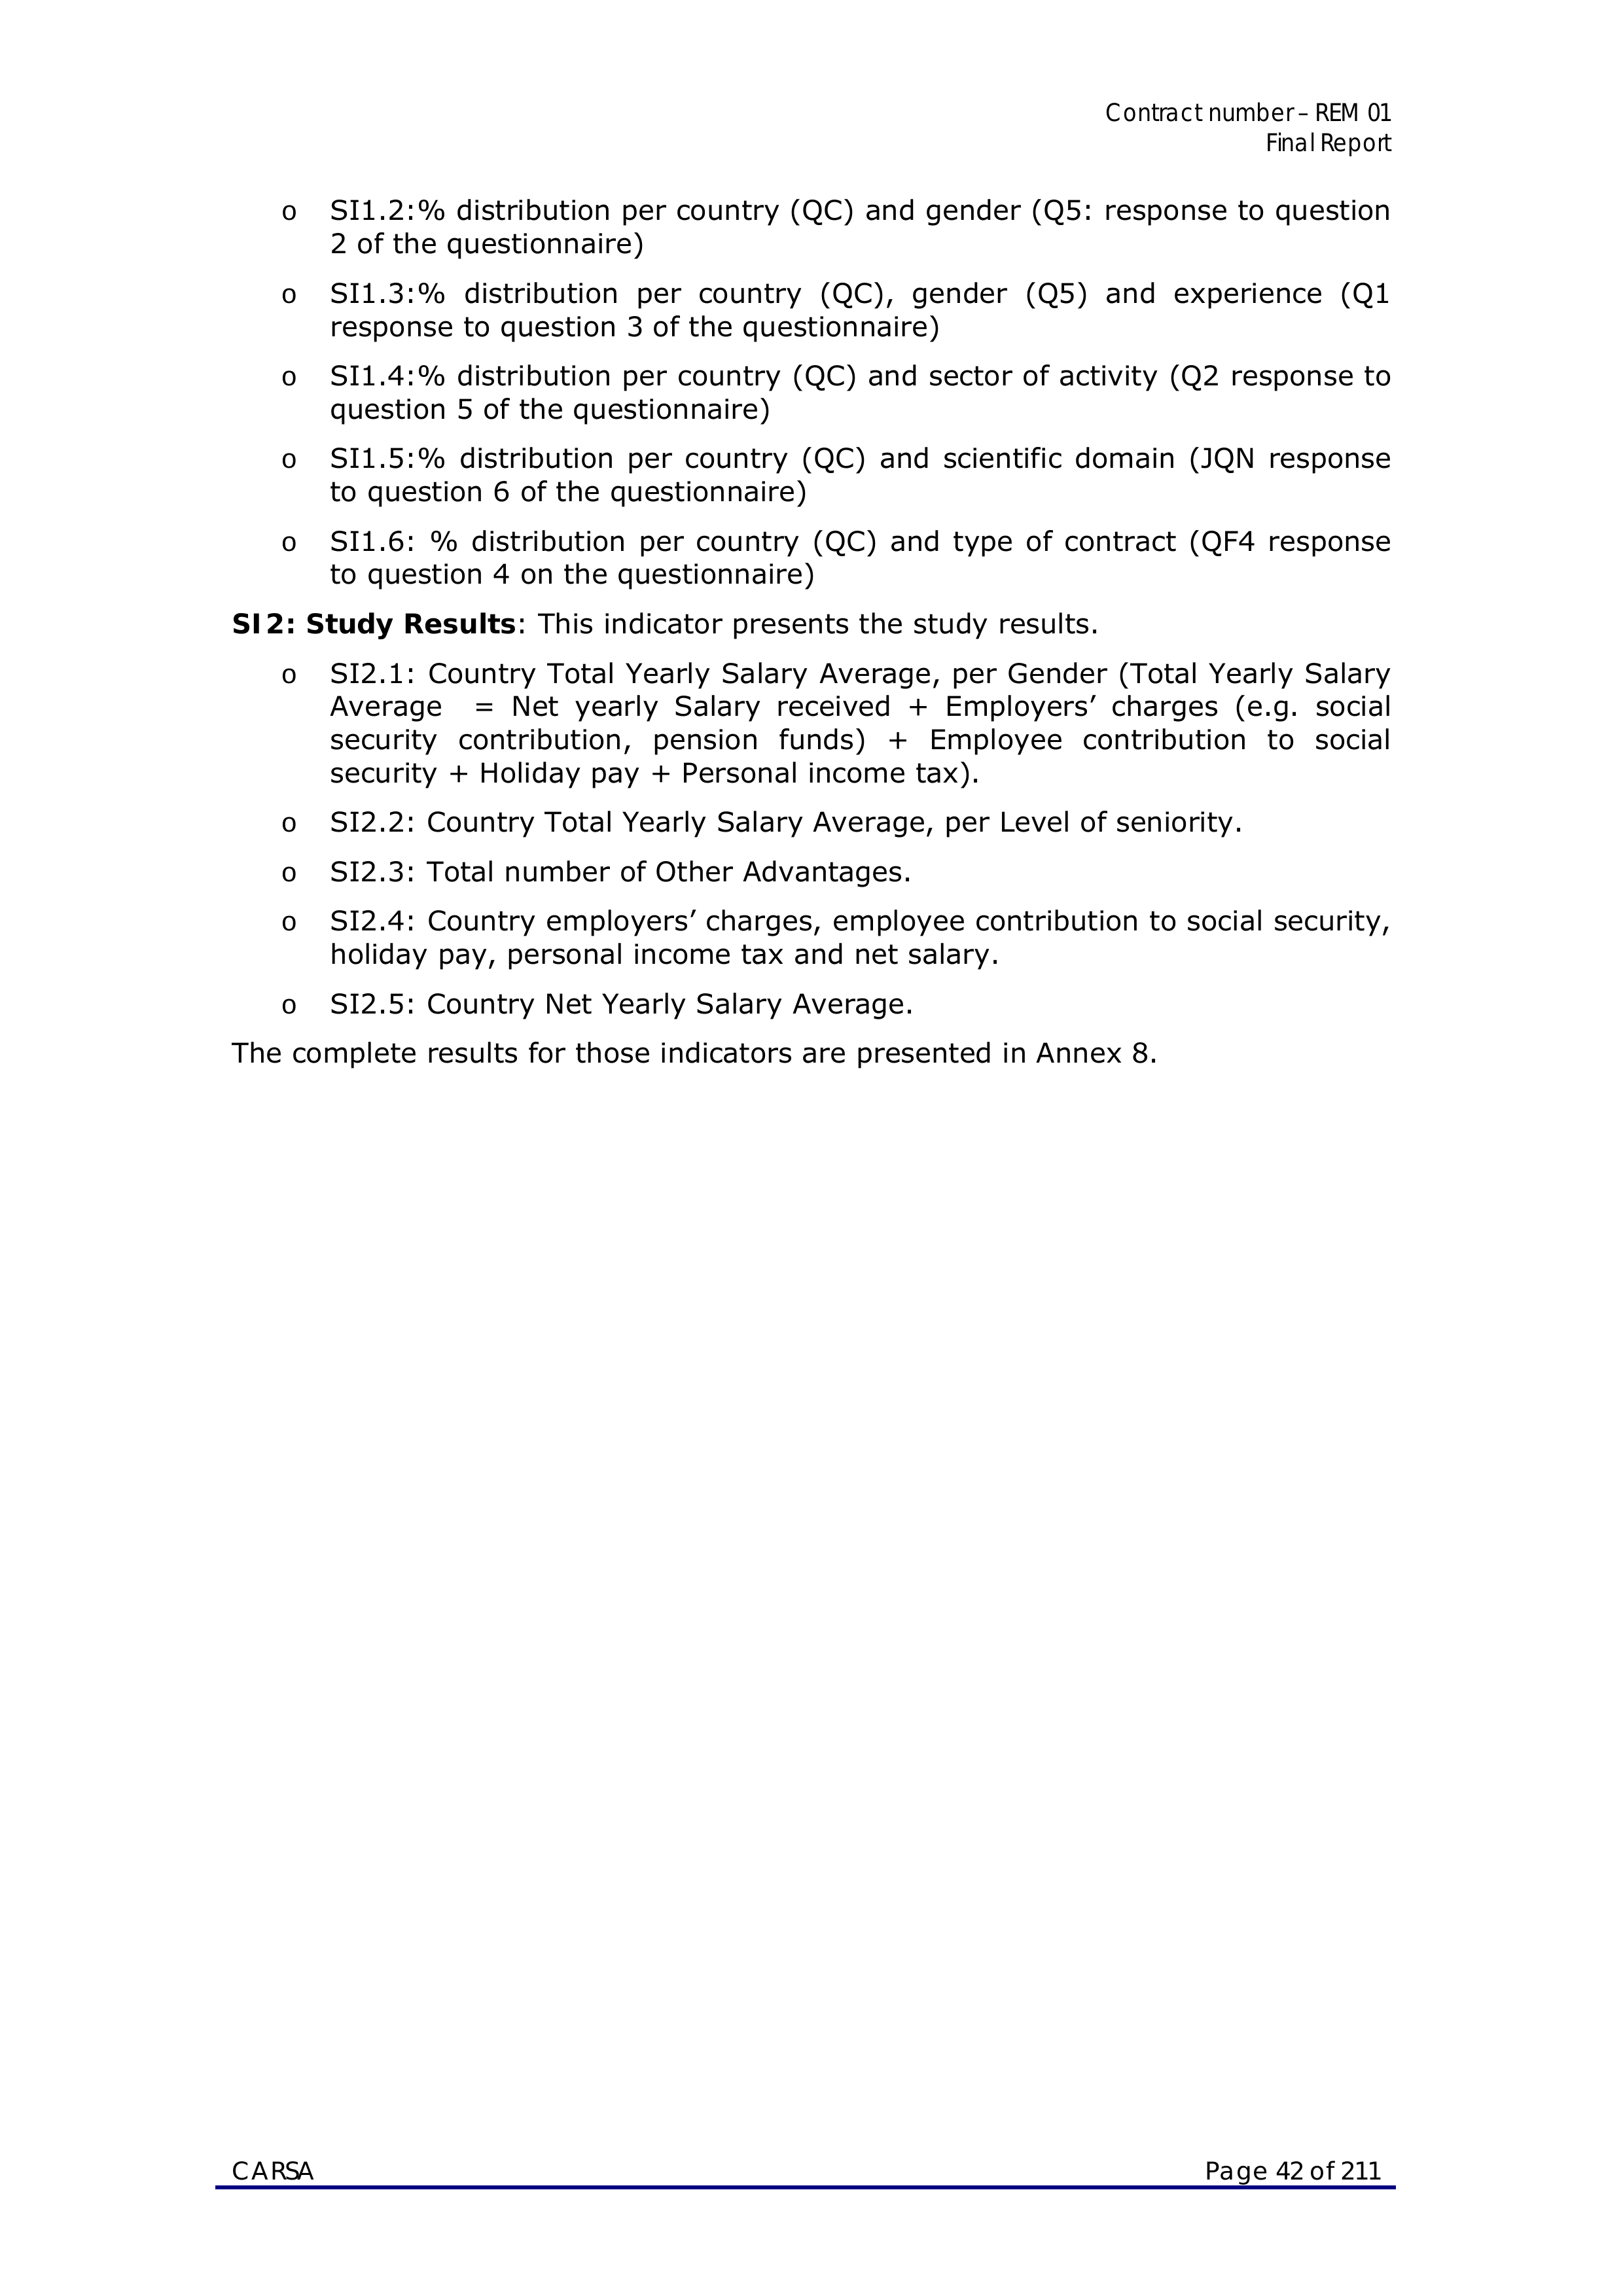 Contract number – REM 01
Final Report
o SI1.2:% distribution per country (QC) and gender (Q5: response to question
2 of the questionnaire)
o SI1.3:% distribution per country (QC), gender (Q5) and experience (Q1
response to question 3 of the questionnaire)
o SI1.4:% distribution per country (QC) and sector of activity (Q2 response to
question 5 of the questionnaire)
o SI1.5:% distribution per country (QC) and scientific domain (JQN response
to question 6 of the questionnaire)
o SI1.6: % distribution per country (QC) and type of contract (QF4 response
to question 4 on the questionnaire)
SI2: Study Results: This indicator presents the study results.
o SI2.1: Country Total Yearly Salary Average, per Gender (Total Yearly Salary
Average = Net yearly Salary received + Employers’ charges (e.g. social
security contribution, pension funds) + Employee contribution to social
security + Holiday pay + Personal income tax).
o SI2.2: Country Total Yearly Salary Average, per Level of seniority.
o SI2.3: Total number of Other Advantages.
o SI2.4: Country employers’ charges, employee contribution to social security,
holiday pay, personal income tax and net salary.
o SI2.5: Country Net Yearly Salary Average.
The complete results for those indicators are presented in Annex 8.
CARSA Page 42 of 211